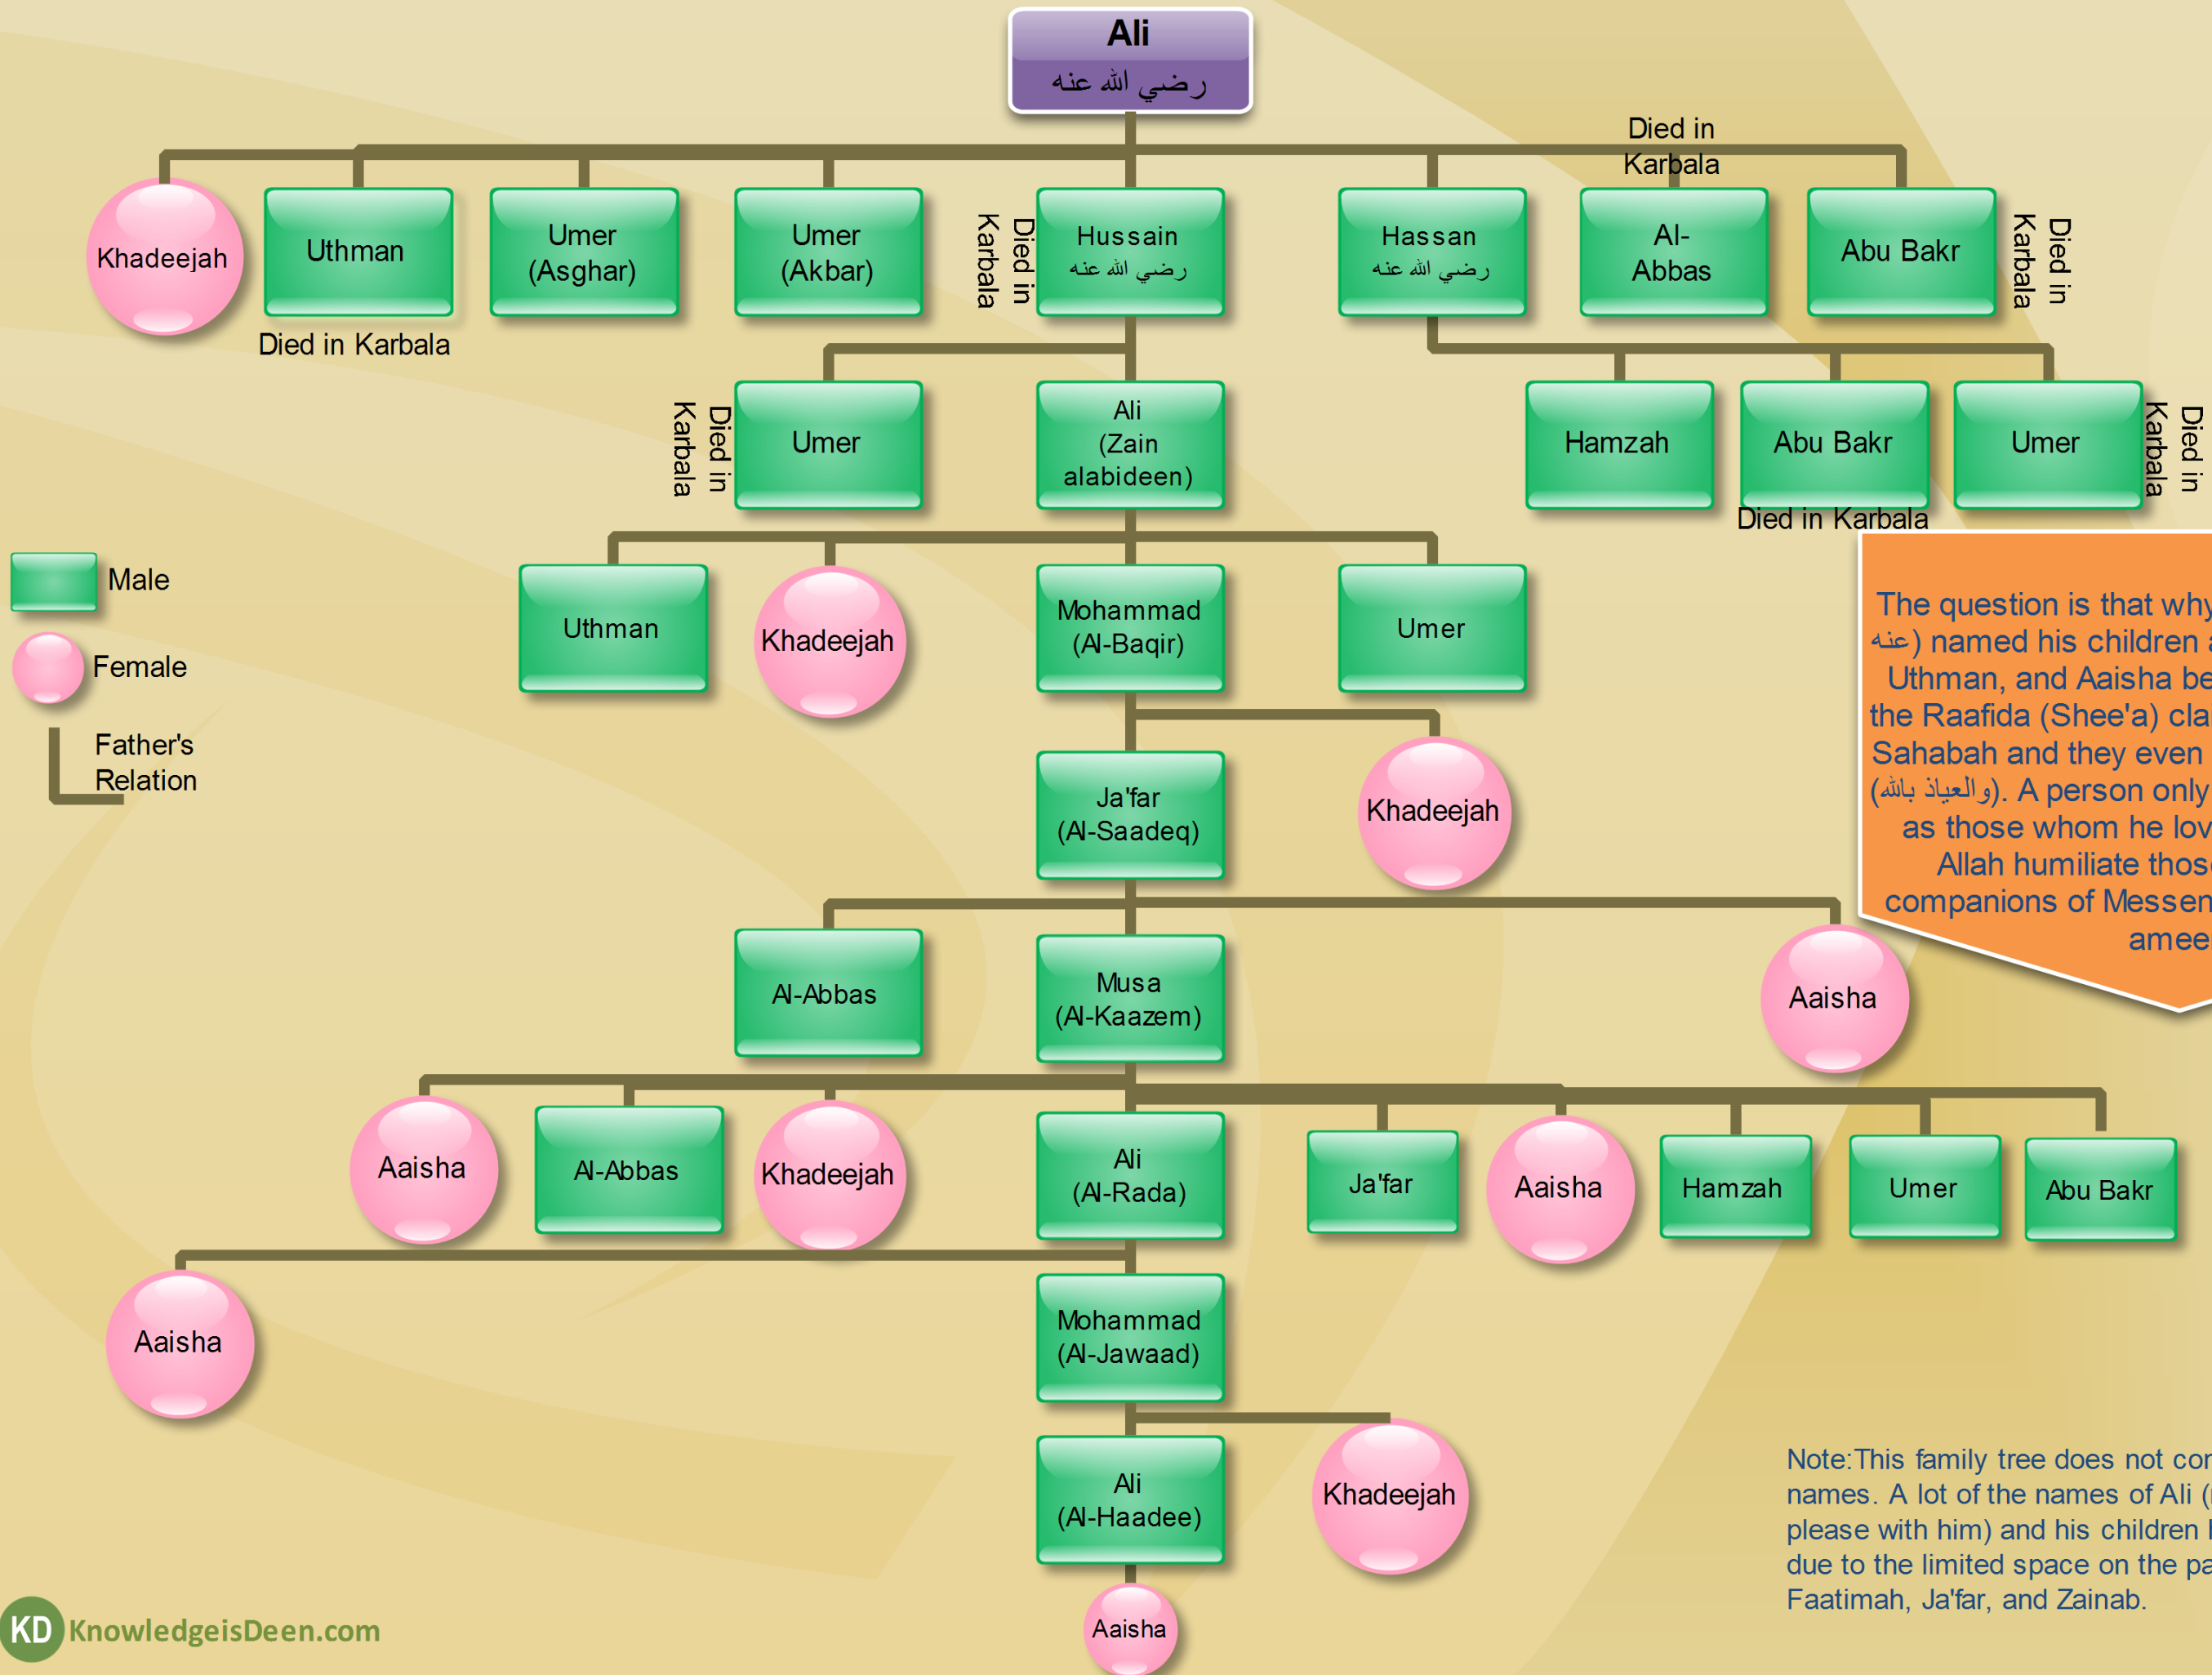 Ali
رضي الله عنه
Died in
Karbala
Khadeejah
Uthman
Died in Karbala
Umer
(Asghar)
Umer
(Akbar)
Died in
Karbala
Hussain
رضي الله عنه
Hassan
رضي الله عنه
Al-
Abbas
Abu Bakr
Died in
Karbala
Died in
Karbala
Umer
Ali
(Zain
alabideen)
Hamzah
Abu Bakr
Died in Karbala
Umer
Died in
Karbala
Male
Female
Father's
Relation
Uthman
Khadeejah
Mohammad
(Al-Baqir)
Umer
The question is that why
عنه) named his children
Uthman, and Aaisha
the Raafida (Shee'a)
Sahabah and they even
(والعياذ بالله). A person only
as those whom he
Allah humiliate
companions of
Ja'far
(Al-Saadeq)
Khadeejah
Al-Abbas
Musa
(Al-Kaazem)
Aaisha
Aaisha
Al-Abbas
Khadeejah
Ali
(Al-Rada)
Ja'far
Aaisha
Hamzah
Umer
Abu Bakr
Aaisha
Mohammad
(Al-Jawaad)
Ali
(Al-Haadee)
Khadeejah
Aaisha
Note:This family tree does not
names. A lot of the names of Ali
please with him) and his children
due to the limited space on the
Faatimah, Ja'far, and Zainab.
KD KnowledgeisDeen.com